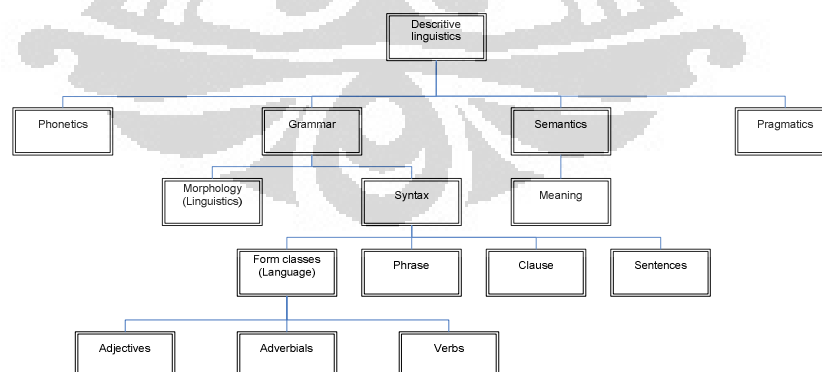 Descritive
linguistics
Phonetics
Grammar
Semantics
Pragmatics
Morphology
(Linguistics)
Syntax
Meaning
Form classes
(Language)
Phrase
Clause
Sentences
Adjectives
Adverbials
Verbs